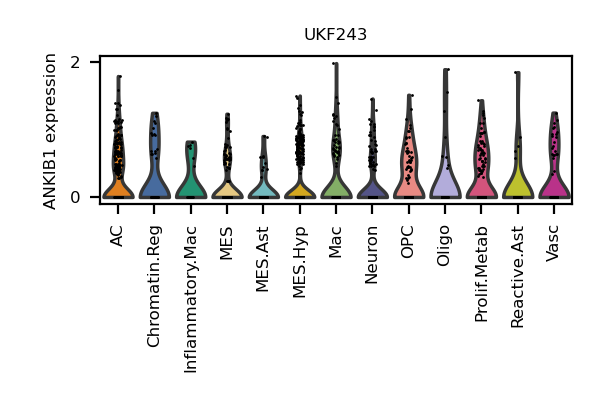 UKF243
ANKIB1 expression
2
0
AC
Chromatin.Reg
Inflammatory.Mac
MES
MES.Ast
MES.Hyp
Mac
Neuron
OPC
Oligo
Prolif.Metab
Reactive.Ast
Vasc